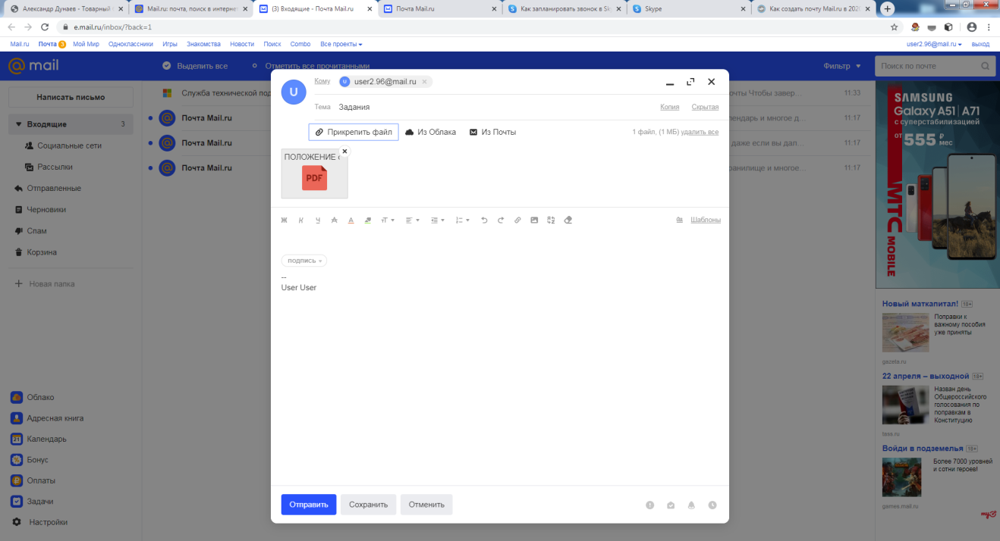 Александр Дунаев - Товарный
Mail.ru: почта, поиск в интернет
(3) Входящие - Почта Mail.ru
Почта Mail.ru
Как запланировать звонок в Sk
Skype
Как создать почту Mail.ru в 2020
e.mail.ru/inbox/?back=1
Mail.ru Почта 3 Мой Мир Одноклассники Игры Знакомства Новости Поиск Combo Все проекты
user2.96@mail.ru выход
@mail
Выделить все
Отметить все прочитанными
Фильтр
Поиск по почте
Написать письмо
Входящие 3
Социальные сети
Рассылки
Отправленные
Черновики
Спам
Корзина
Новая папка
Облако
Адресная книга
Календарь
Бонус
Оплаты
Задачи
Настройки
Служба технической под
очты Чтобы завер... 11:33
Почта Mail.ru
лендарь и многое д... 11:17
Почта Mail.ru
даже если вы дал... 11:17
Почта Mail.ru
ранилище и многое... 11:17
U
Кому U user2.96@mail.ru
Тема Задания
Копия Скрытая
Прикрепить файл Из Облака Из Почты
1 файл, (1 МБ) удалить все
ПОЛОЖЕНИЕ
PDF
Ж К Ч А А тТ
Шаблоны
подпись
--
User User
Отправить Сохранить Отменить
SAMSUNG
Galaxy A51 | A71
с суперстабилизацией
от 555 ₽ мес
МТС
MOBILE
Новый маткапитал! 18+
Поправки к
важному пособия
уже приняты
gazeta.ru
22 апреля – выходной 18+
Назван день
Общероссийского
голосования по
поправкам в
Конституцию
tass.ru
Войди в подземелья 18+
Более 7000 уровней
и сотни героев!
games.mail.ru